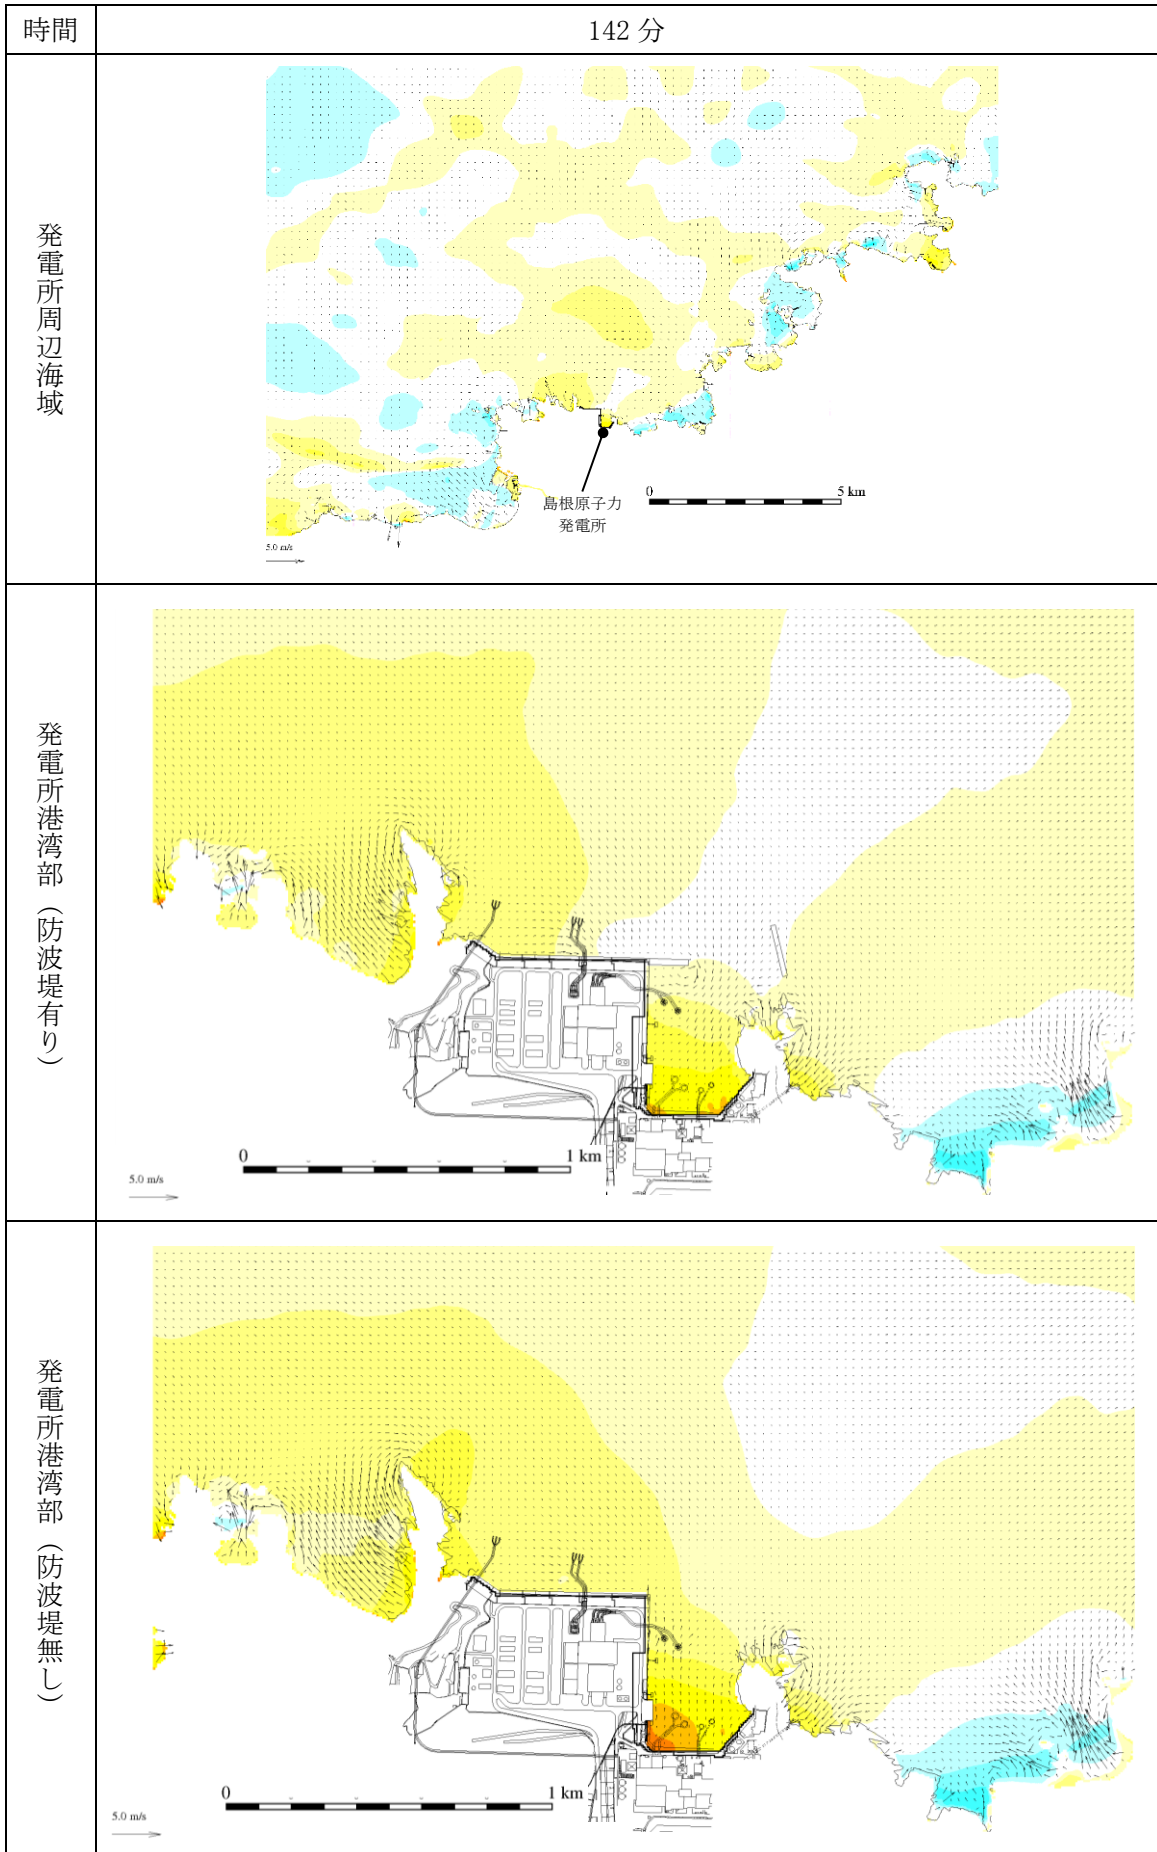 時間
142 分
発電所周辺海域
島根原子力
発電所
0
5 km
5.0 m/s
発電所港湾部（防波堤有り）
0
1 km
5.0 m/s
発電所港湾部（防波堤無し）
0
1 km
5.0 m/s